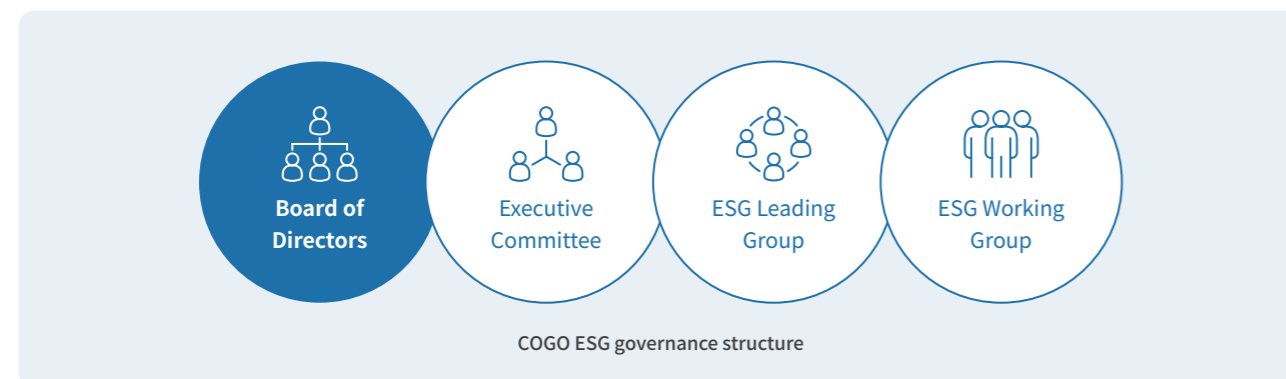 Board of
Directors
Executive
Committee
ESG Leading
Group
ESG Working
Group
COGO ESG governance structure